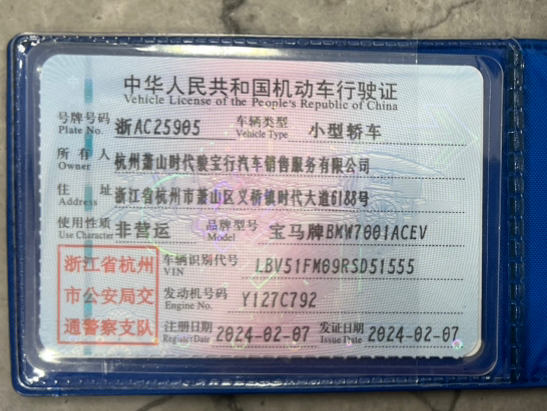 中华人民共和国机动车行驶证
Vehicle License of the People's Republic of China
号牌号码 浙AC25905 车辆类型 小型轿车
Plate No. Vehicle Type
所有人 杭州萧山时代骏宝行汽车销售服务有限公司
Owner
住址 浙江省杭州市萧山区义桥镇时代大道6188号
Address
使用性质 非营运 品牌型号 宝马牌BMW7001ACEV
Use Character Model
浙江省杭州
市公安局交
通警察支队
车辆识别代号 LBV51FM09RSD51555
VIN
发动机号码 Y127C792
Engine No.
注册日期 2024-02-07 发证日期 2024-02-07
Register Date Issue Date